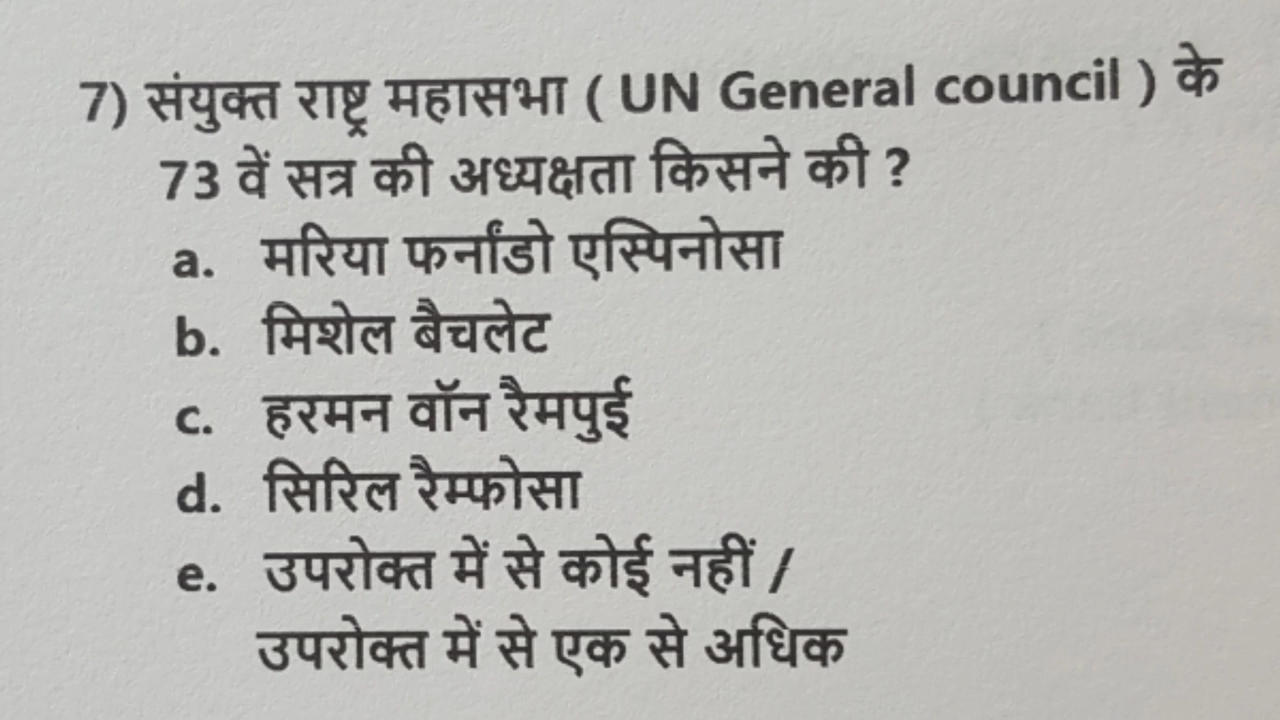 7) संयुक्त राष्ट्र महासभा ( UN General council ) के
73 वें सत्र की अध्यक्षता किसने की ?
a. मरिया फर्नांडो एस्पिनोसा
b. मिशेल बैचलेट
c. हरमन वॉन रैमपुई
d. सिरिल रैम्फोसा
e. उपरोक्त में से कोई नहीं /
उपरोक्त में से एक से अधिक